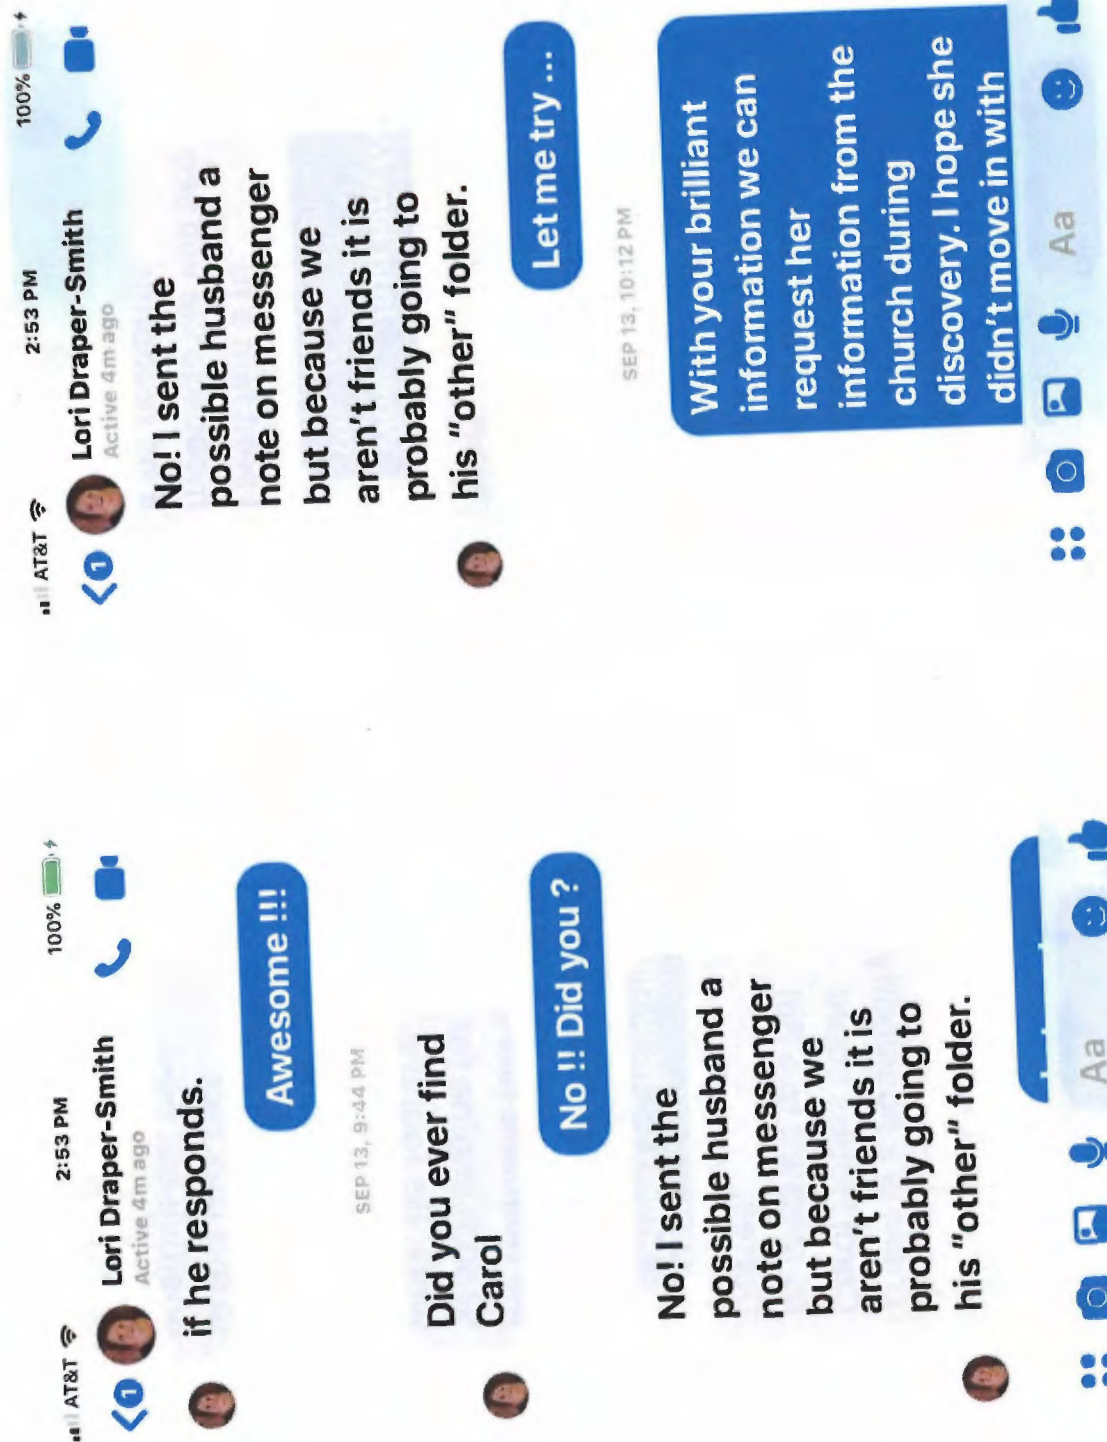 AT&T 2:53 PM 100%
1 Lori Draper-Smith
Active 4m ago
if he responds.
Awesome !!!
SEP 13, 9:44 PM
Did you ever find
Carol
No !! Did you ?
No! I sent the
possible husband a
note on messenger
but because we
aren't friends it is
probably going to
his "other" folder.
Aa
AT&T 2:53 PM 100%
1 Lori Draper-Smith
Active 4m ago
No! I sent the
possible husband a
note on messenger
but because we
aren't friends it is
probably going to
his "other" folder.
Let me try ...
SEP 13, 10:12 PM
With your brilliant
information we can
request her
information from the
church during
discovery. I hope she
didn't move in with
Aa